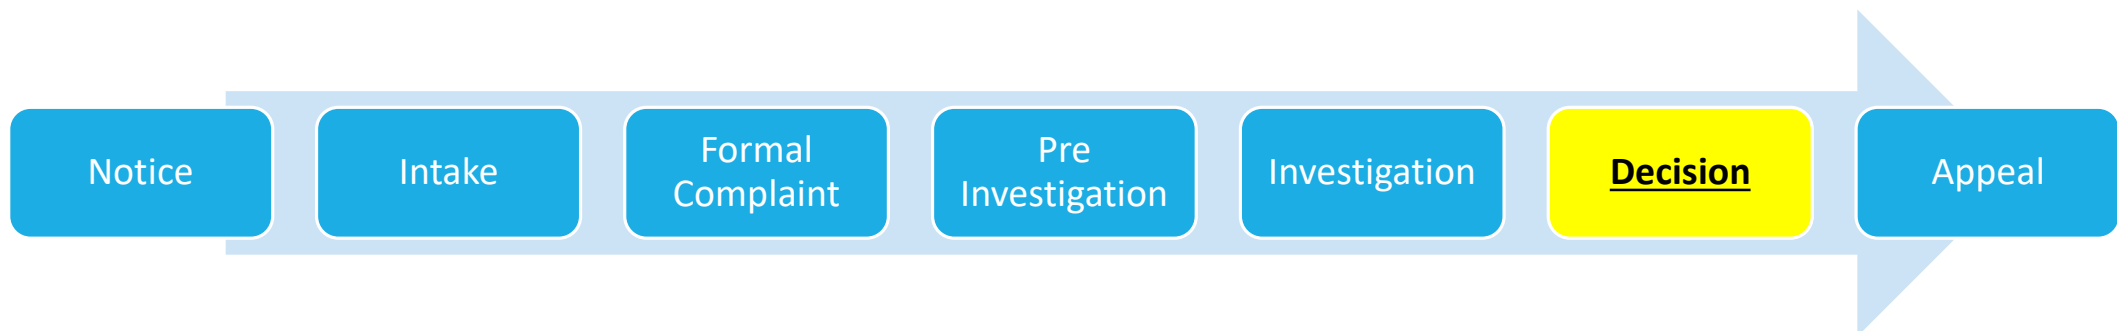 Notice
Intake
Formal
Complaint
Pre
Investigation
Investigation
Decision
Appeal